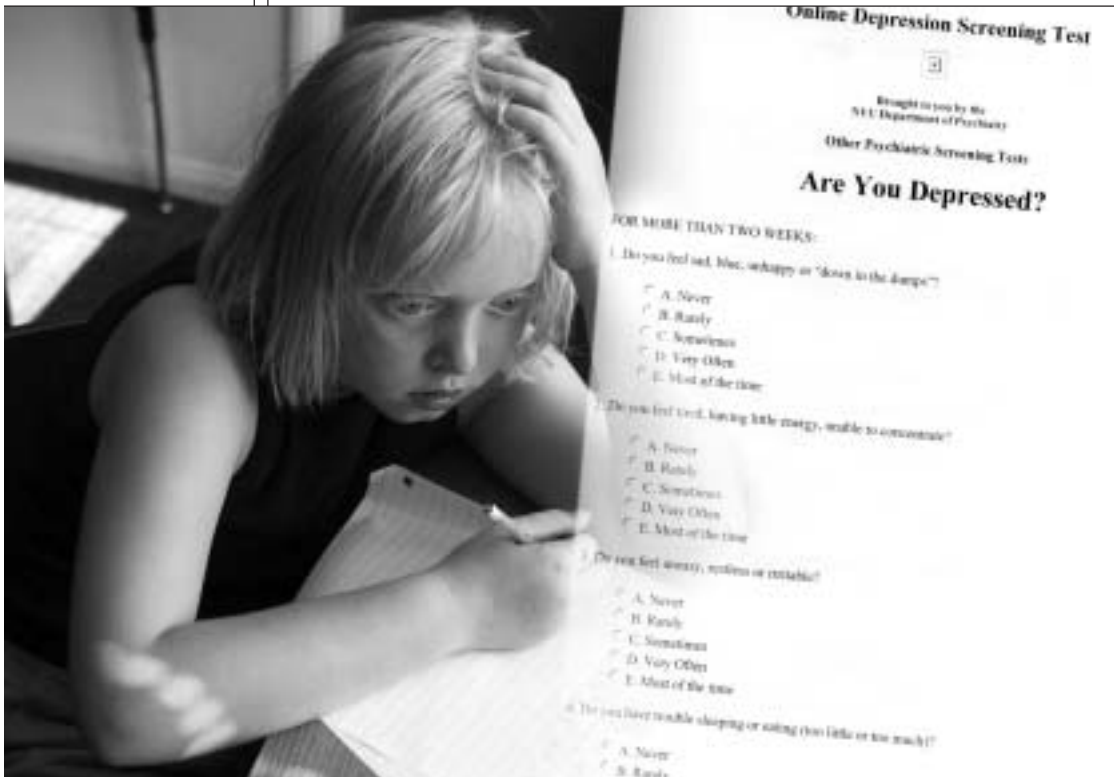 Online Depression Screening Test
Brought to you by the
NYU Department of Psychiatry
Other Psychiatric Screening Tests
Are You Depressed?
FOR MORE THAN TWO WEEKS:
1. Do you feel sad, blue, unhappy or "down in the dumps"?
A. Never
B. Rarely
C. Sometimes
D. Very Often
E. Most of the time
2. Do you feel tired, having little energy, unable to concentrate?
A. Never
B. Rarely
C. Sometimes
D. Very Often
E. Most of the time
3. Do you feel uneasy, restless or irritable?
A. Never
B. Rarely
C. Sometimes
D. Very Often
E. Most of the time
4. Do you have trouble sleeping or eating (too little or too much)?
A. Never
B. Rarely